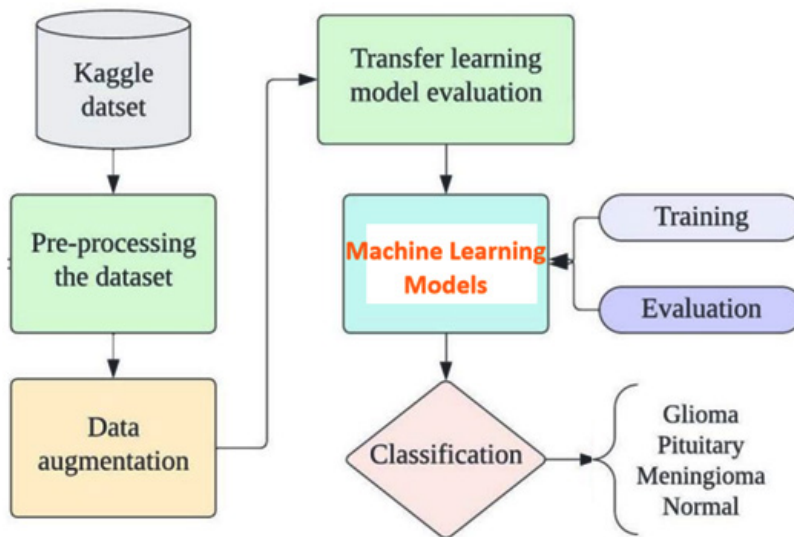 Kaggle
datset
Pre-processing
the dataset
Data
augmentation
Transfer learning
model evaluation
Machine Learning
Models
Training
Evaluation
Classification
Glioma
Pituitary
Meningioma
Normal